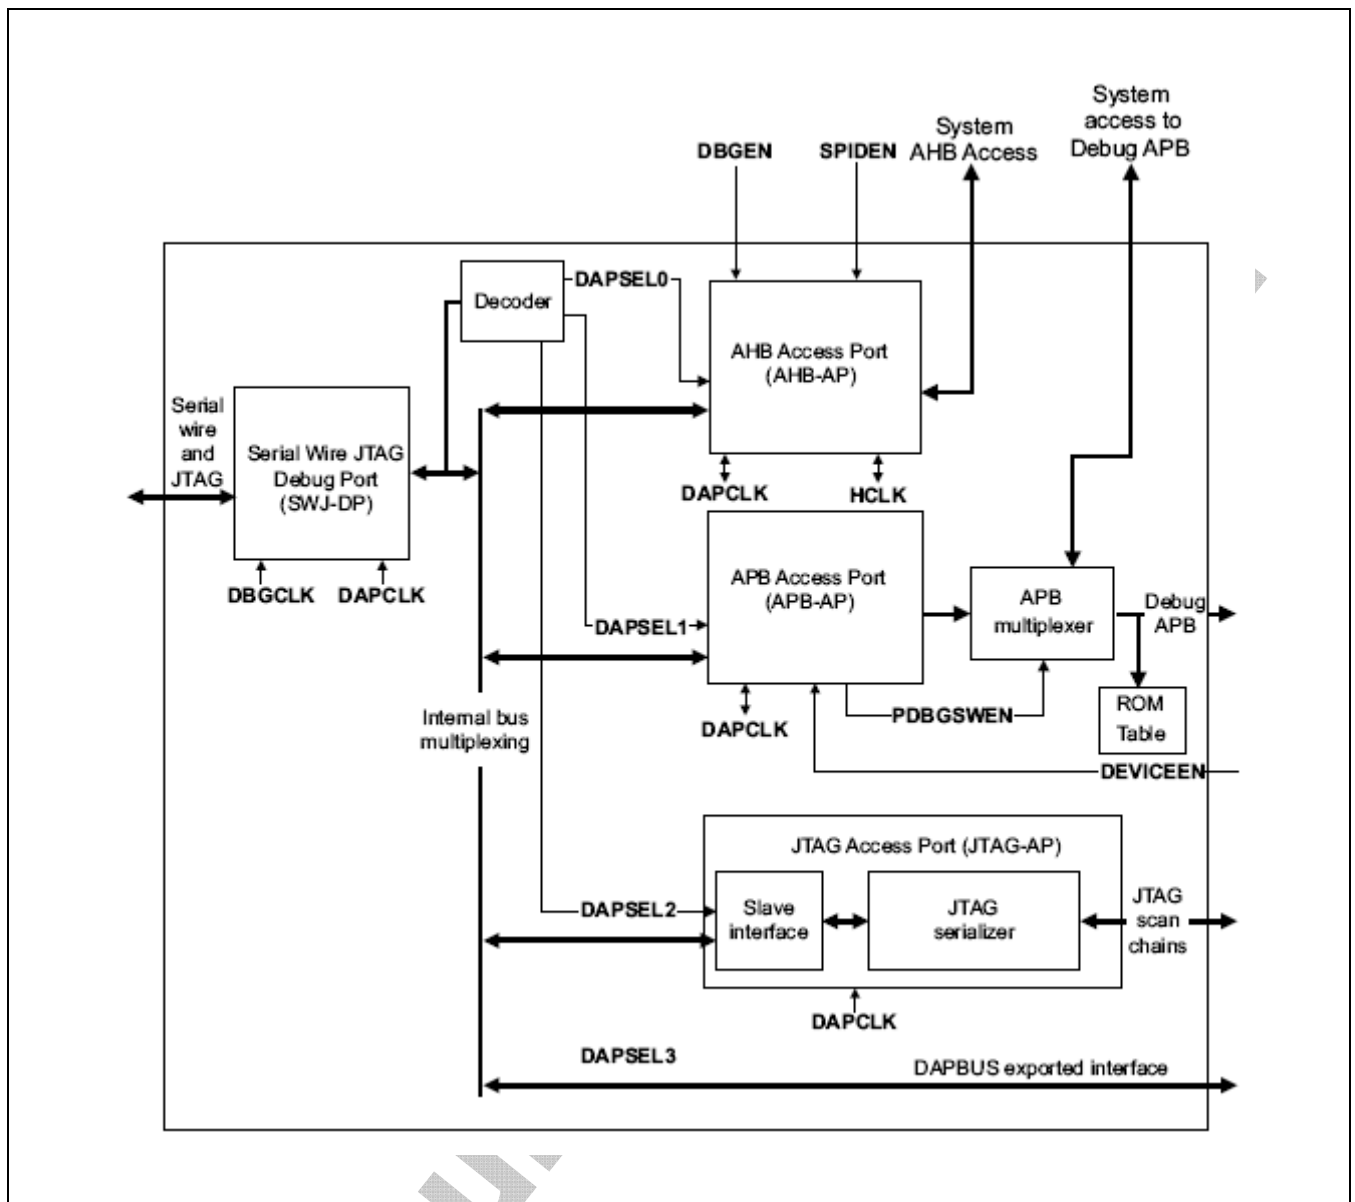 System
access to
Debug APB
System
AHB Access
DBGEN
SPIDEN
DAPSEL0
Decoder
AHB Access Port
(AHB-AP)
Serial
wire
and
JTAG
Serial Wire JTAG
Debug Port
(SWJ-DP)
DAPCLK
HCLK
DBGCLK
DAPCLK
APB Access Port
(APB-AP)
DAPSEL1
APB
multiplexer
Debug
APB
Internal bus
multiplexing
DAPCLK
PDBGSWEN
ROM
Table
DEVICEEN
JTAG Access Port (JTAG-AP)
DAPSEL2
Slave
interface
JTAG
serializer
JTAG
scan
chains
DAPCLK
DAPSEL3
DAPBUS exported interface